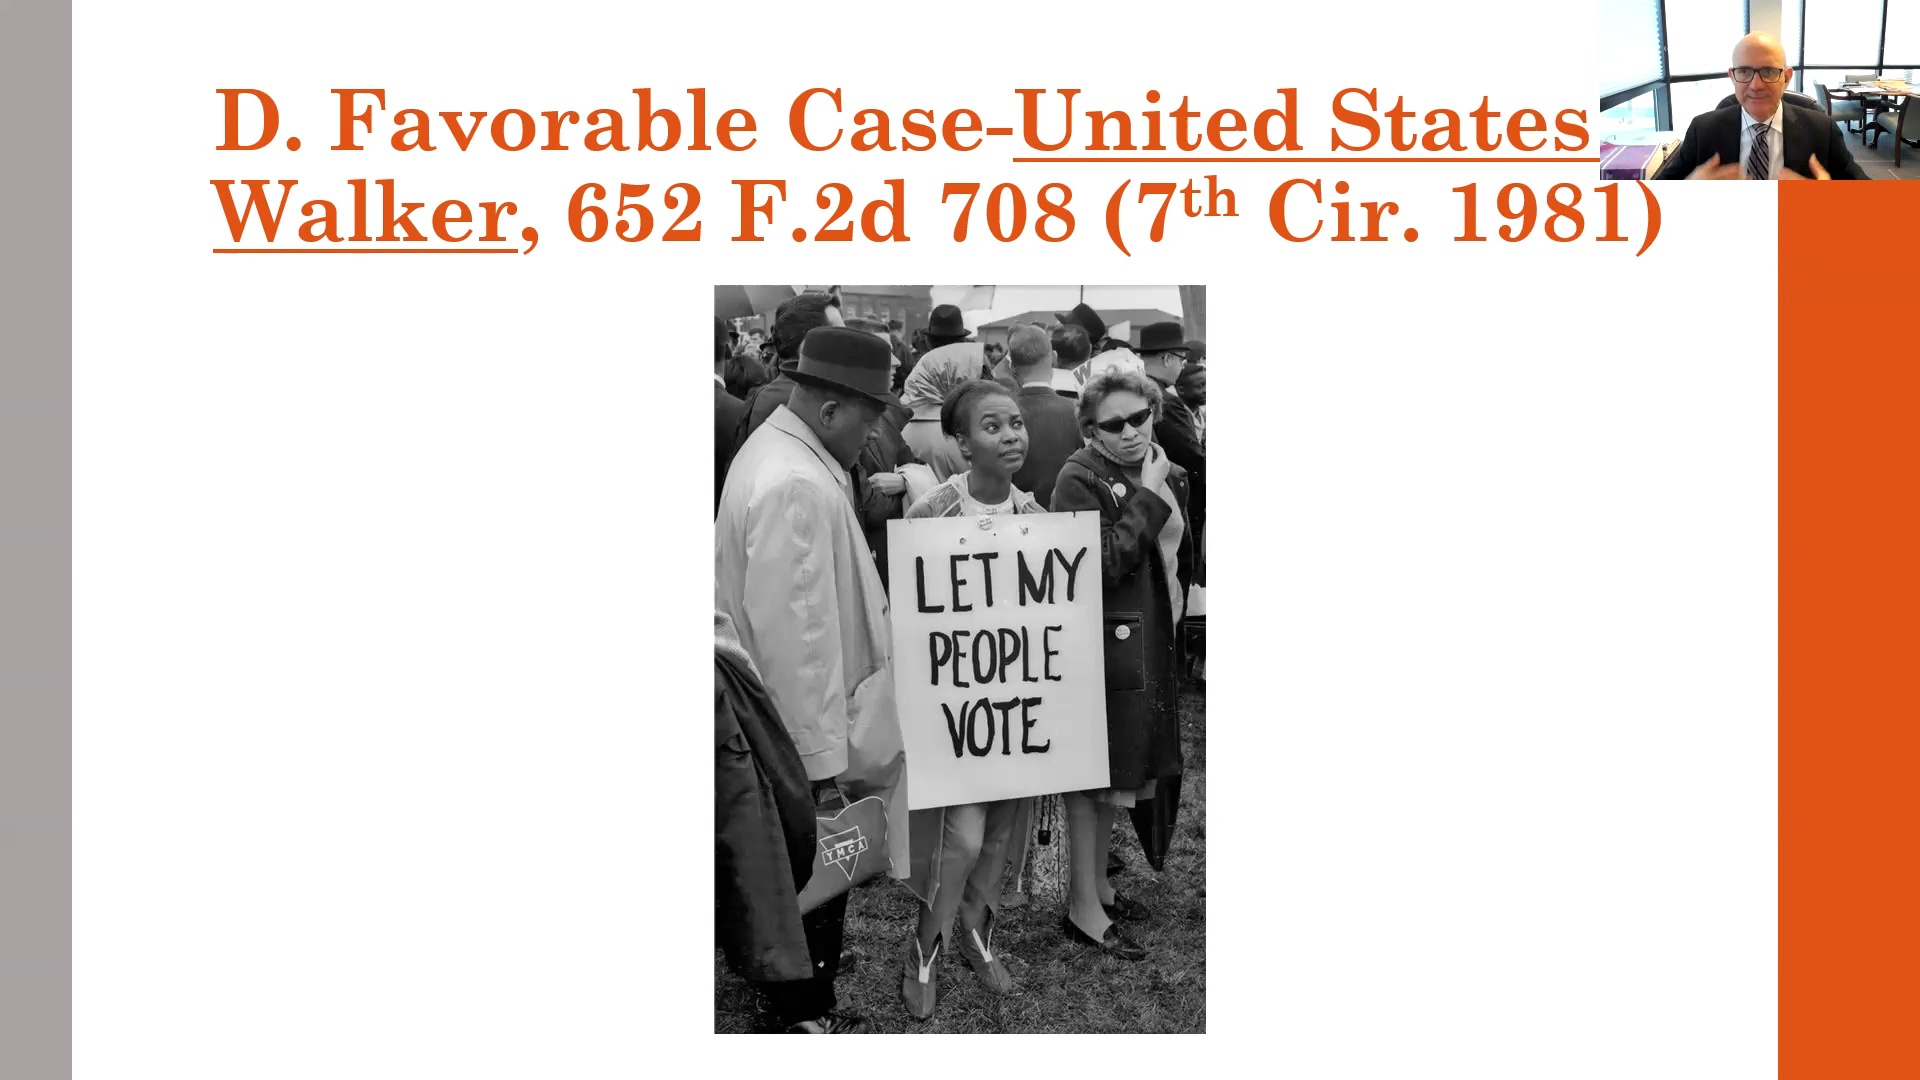 D. Favorable Case-United States
Walker, 652 F.2d 708 (7th Cir. 1981)
LET MY
PEOPLE
VOTE
YMCA